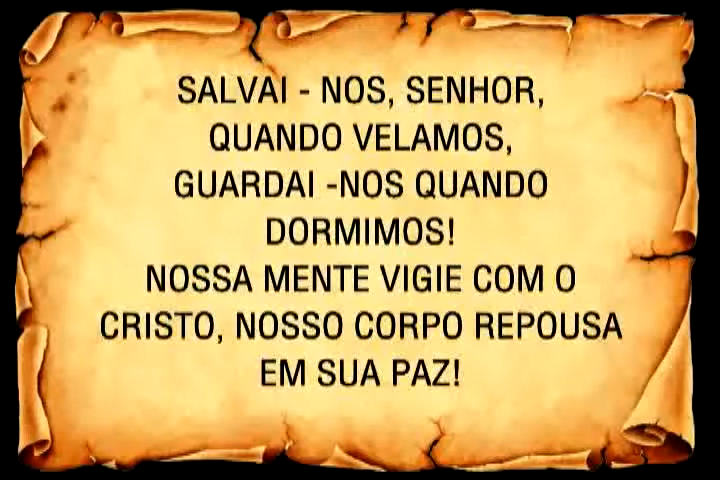 SALVAI - NOS, SENHOR,
QUANDO VELAMOS,
GUARDAI -NOS QUANDO
DORMIMOS!
NOSSA MENTE VIGIE COM O
CRISTO, NOSSO CORPO REPOUSA
EM SUA PAZ!